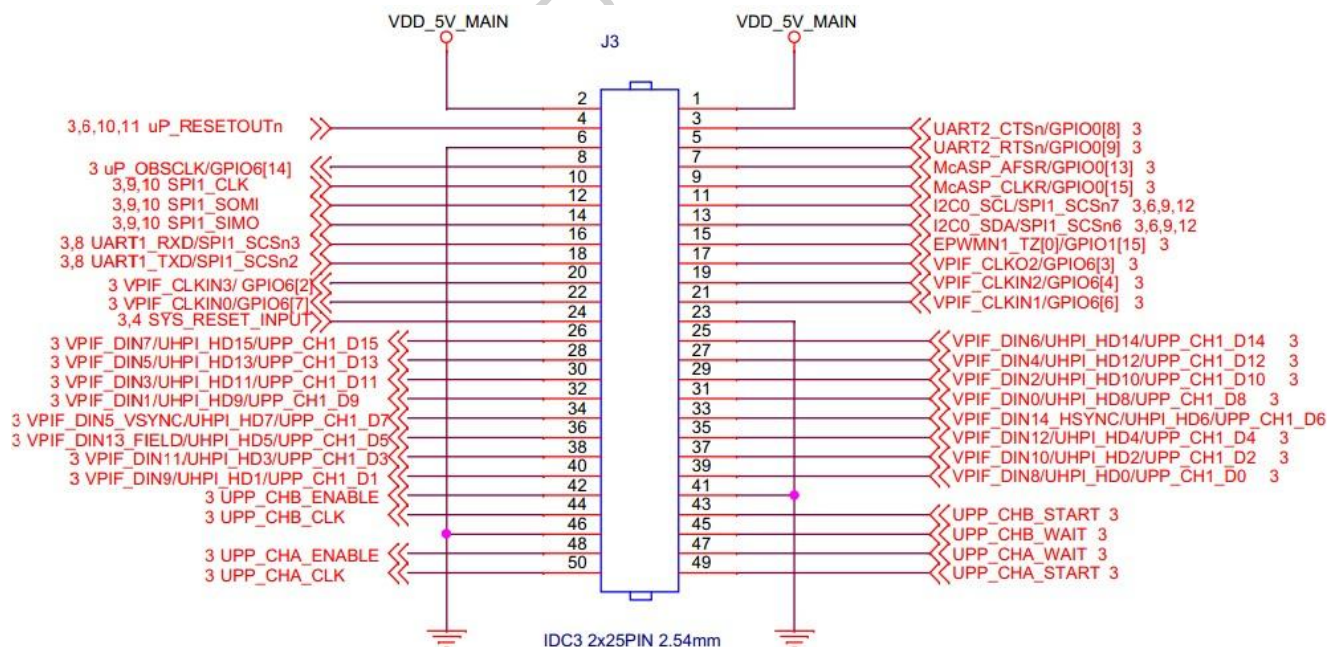 VDD_5V_MAIN VDD_5V_MAIN
J3
2 1
3,6,10,11 uP_RESETOUTn 4 3 UART2_CTSn/GPIO0[8] 3
6 5 UART2_RTSn/GPIO0[9] 3
3 uP_OBSCLK/GPIO6[14] 8 7 McASP_AFSR/GPIO0[13] 3
3,9,10 SPI1_CLK 10 9 McASP_CLKR/GPIO0[15] 3
3,9,10 SPI1_SOMI 12 11 I2C0_SCL/SPI1_SCSn7 3,6,9,12
3,9,10 SPI1_SIMO 14 13 I2C0_SDA/SPI1_SCSn6 3,6,9,12
3,8 UART1_RXD/SPI1_SCSn3 16 15 EPWMN1_TZ[0]/GPIO1[15] 3
3,8 UART1_TXD/SPI1_SCSn2 18 17 VPIF_CLKO2/GPIO6[3] 3
3 VPIF_CLKIN3/ GPIO6[2] 20 19 VPIF_CLKIN2/GPIO6[4] 3
3 VPIF_CLKIN0/GPIO6[7] 22 21 VPIF_CLKIN1/GPIO6[6] 3
3,4 SYS_RESET_INPUT 24 23
3 VPIF_DIN7/UHPI_HD15/UPP_CH1_D15 26 25 VPIF_DIN6/UHPI_HD14/UPP_CH1_D14 3
3 VPIF_DIN5/UHPI_HD13/UPP_CH1_D13 28 27 VPIF_DIN4/UHPI_HD12/UPP_CH1_D12 3
3 VPIF_DIN3/UHPI_HD11/UPP_CH1_D11 30 29 VPIF_DIN2/UHPI_HD10/UPP_CH1_D10 3
3 VPIF_DIN1/UHPI_HD9/UPP_CH1_D9 32 31 VPIF_DIN0/UHPI_HD8/UPP_CH1_D8 3
3 VPIF_DIN5_VSYNC/UHPI_HD7/UPP_CH1_D7 34 33 VPIF_DIN14_HSYNC/UHPI_HD6/UPP_CH1_D6
3 VPIF_DIN13_FIELD/UHPI_HD5/UPP_CH1_D5 36 35 VPIF_DIN12/UHPI_HD4/UPP_CH1_D4 3
3 VPIF_DIN11/UHPI_HD3/UPP_CH1_D3 38 37 VPIF_DIN10/UHPI_HD2/UPP_CH1_D2 3
3 VPIF_DIN9/UHPI_HD1/UPP_CH1_D1 40 39 VPIF_DIN8/UHPI_HD0/UPP_CH1_D0 3
3 UPP_CHB_ENABLE 42 41
3 UPP_CHB_CLK 44 43 UPP_CHB_START 3
46 45 UPP_CHB_WAIT 3
3 UPP_CHA_ENABLE 48 47 UPP_CHA_WAIT 3
3 UPP_CHA_CLK 50 49 UPP_CHA_START 3
IDC3 2x25PIN 2.54mm